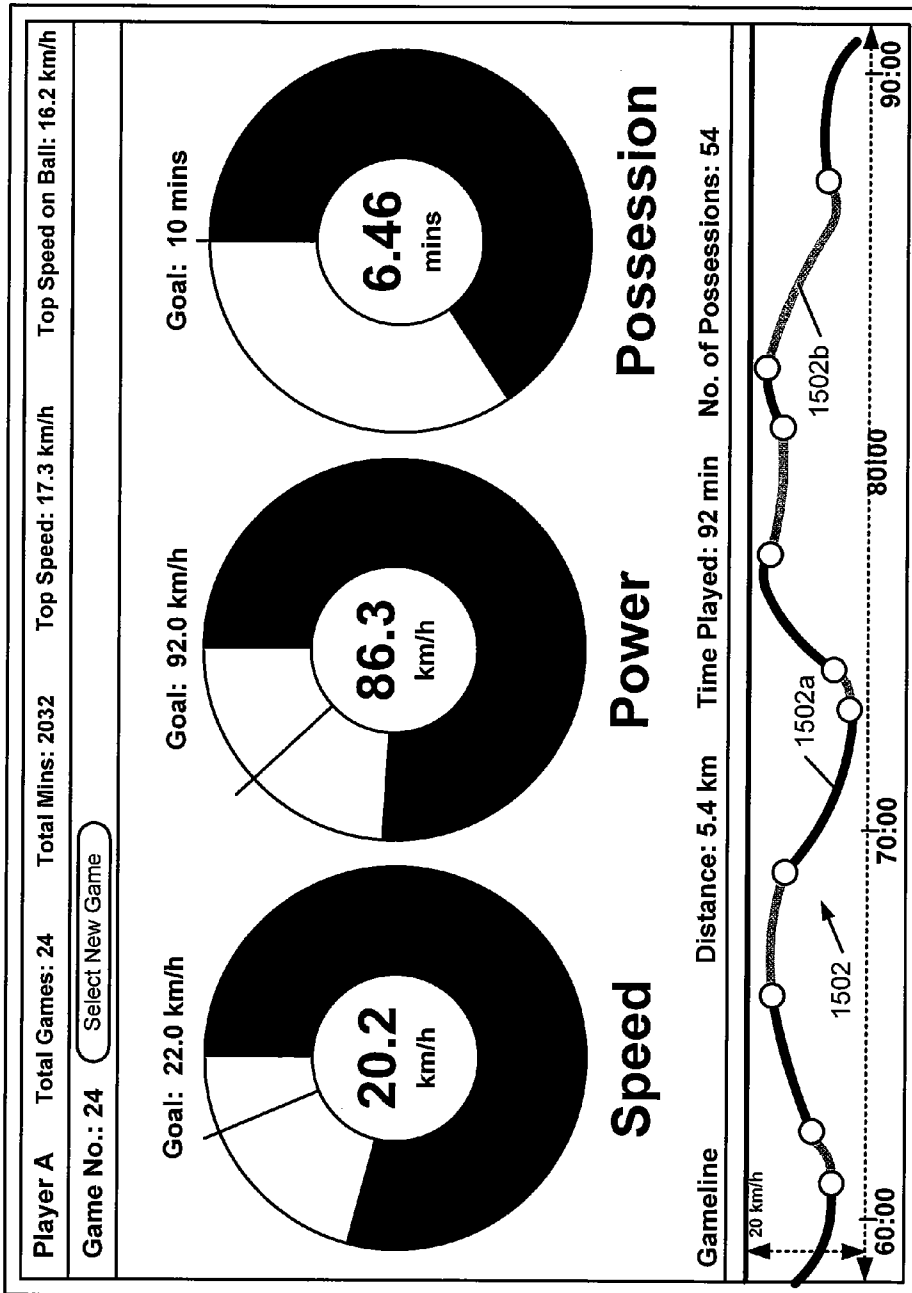 Player A Total Games: 24 Total Mins: 2032 Top Speed: 17.3 km/h Top Speed on Ball: 16.2 km/h
Game No.: 24 Select New Game
Goal: 22.0 km/h
20.2
km/h
Speed
Goal: 92.0 km/h
86.3
km/h
Power
Goal: 10 mins
6.46
mins
Possession
Gameline Distance: 5.4 km Time Played: 92 min No. of Possessions: 54
20 km/h
1502
1502a
1502b
60:00 70:00 80:00 90:00